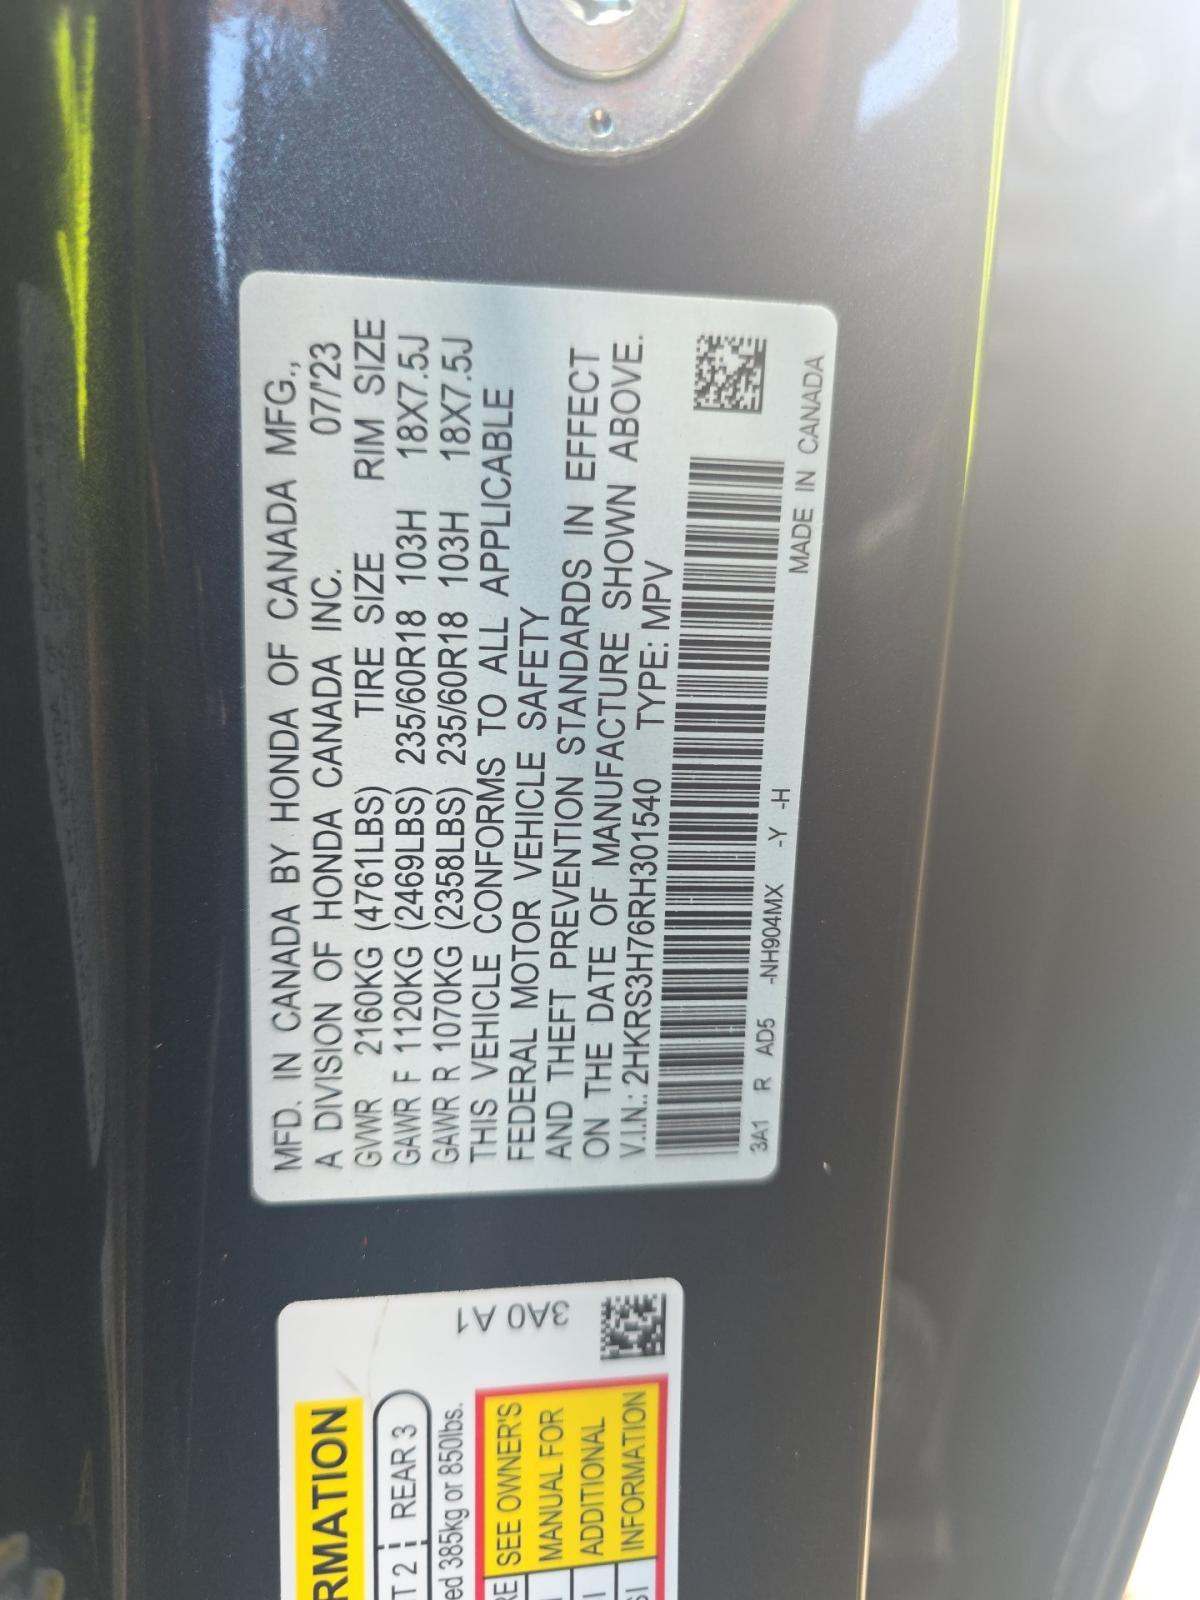 MFD. IN CANADA BY HONDA OF CANADA MFG.,
A DIVISION OF HONDA CANADA INC. 07/'23
GVWR 2160KG (4761LBS) TIRE SIZE RIM SIZE
GAWR F 1120KG (2469LBS) 235/60R18 103H 18X7.5J
GAWR R 1070KG (2358LBS) 235/60R18 103H 18X7.5J
THIS VEHICLE CONFORMS TO ALL APPLICABLE
FEDERAL MOTOR VEHICLE SAFETY
AND THEFT PREVENTION STANDARDS IN EFFECT
ON THE DATE OF MANUFACTURE SHOWN ABOVE.
V.I.N.: 2HKRS3H76RH301540 TYPE: MPV
3A1 R AD5 -NH904MX -Y -H
MADE IN CANADA
RMATION
T 2 REAR 3
ed 385kg or 850lbs.
3A0 A1
RE SEE OWNER'S
MANUAL FOR
ADDITIONAL
SI INFORMATION